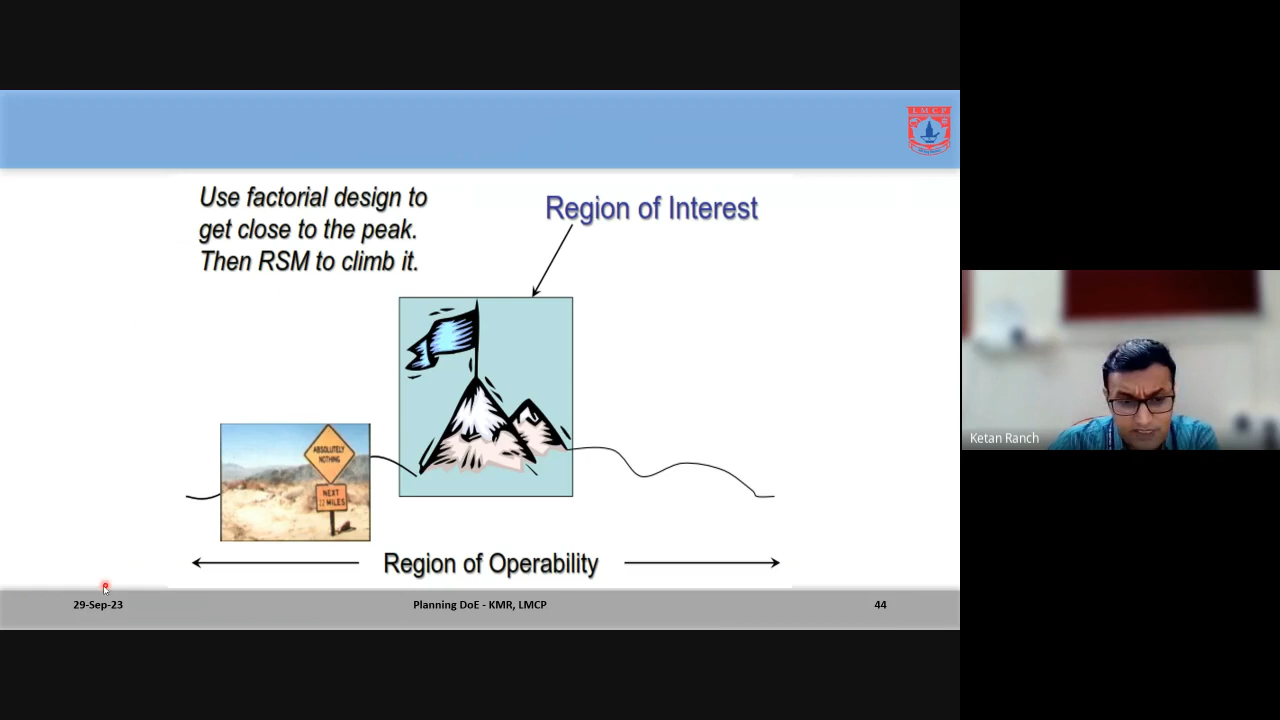 LMCP
Use factorial design to
get close to the peak.
Then RSM to climb it.
Region of Interest
ABSOLUTELY
NOTHING
NEXT
MILES
Region of Operability
29-Sep-23
Planning DoE - KMR, LMCP
44
Ketan Ranch